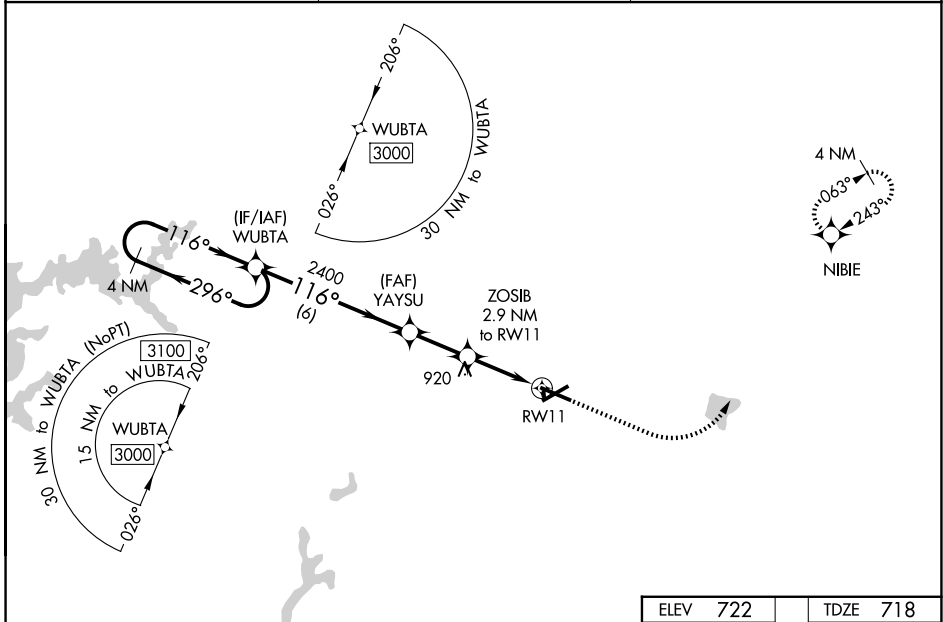 206°
WUBTA
3000
026°
30 NM to WUBTA
4 NM
063°
243°
NIBIE
(IF/IAF)
WUBTA
116°
4 NM
296°
2400
116°
(6)
(FAF)
YAYSU
ZOSIB
2.9 NM
to RW11
920
RW11
30 NM to WUBTA (NoPT)
3100
206°
15 NM to WUBTA
WUBTA
3000
026°
ELEV 722
TDZE 718